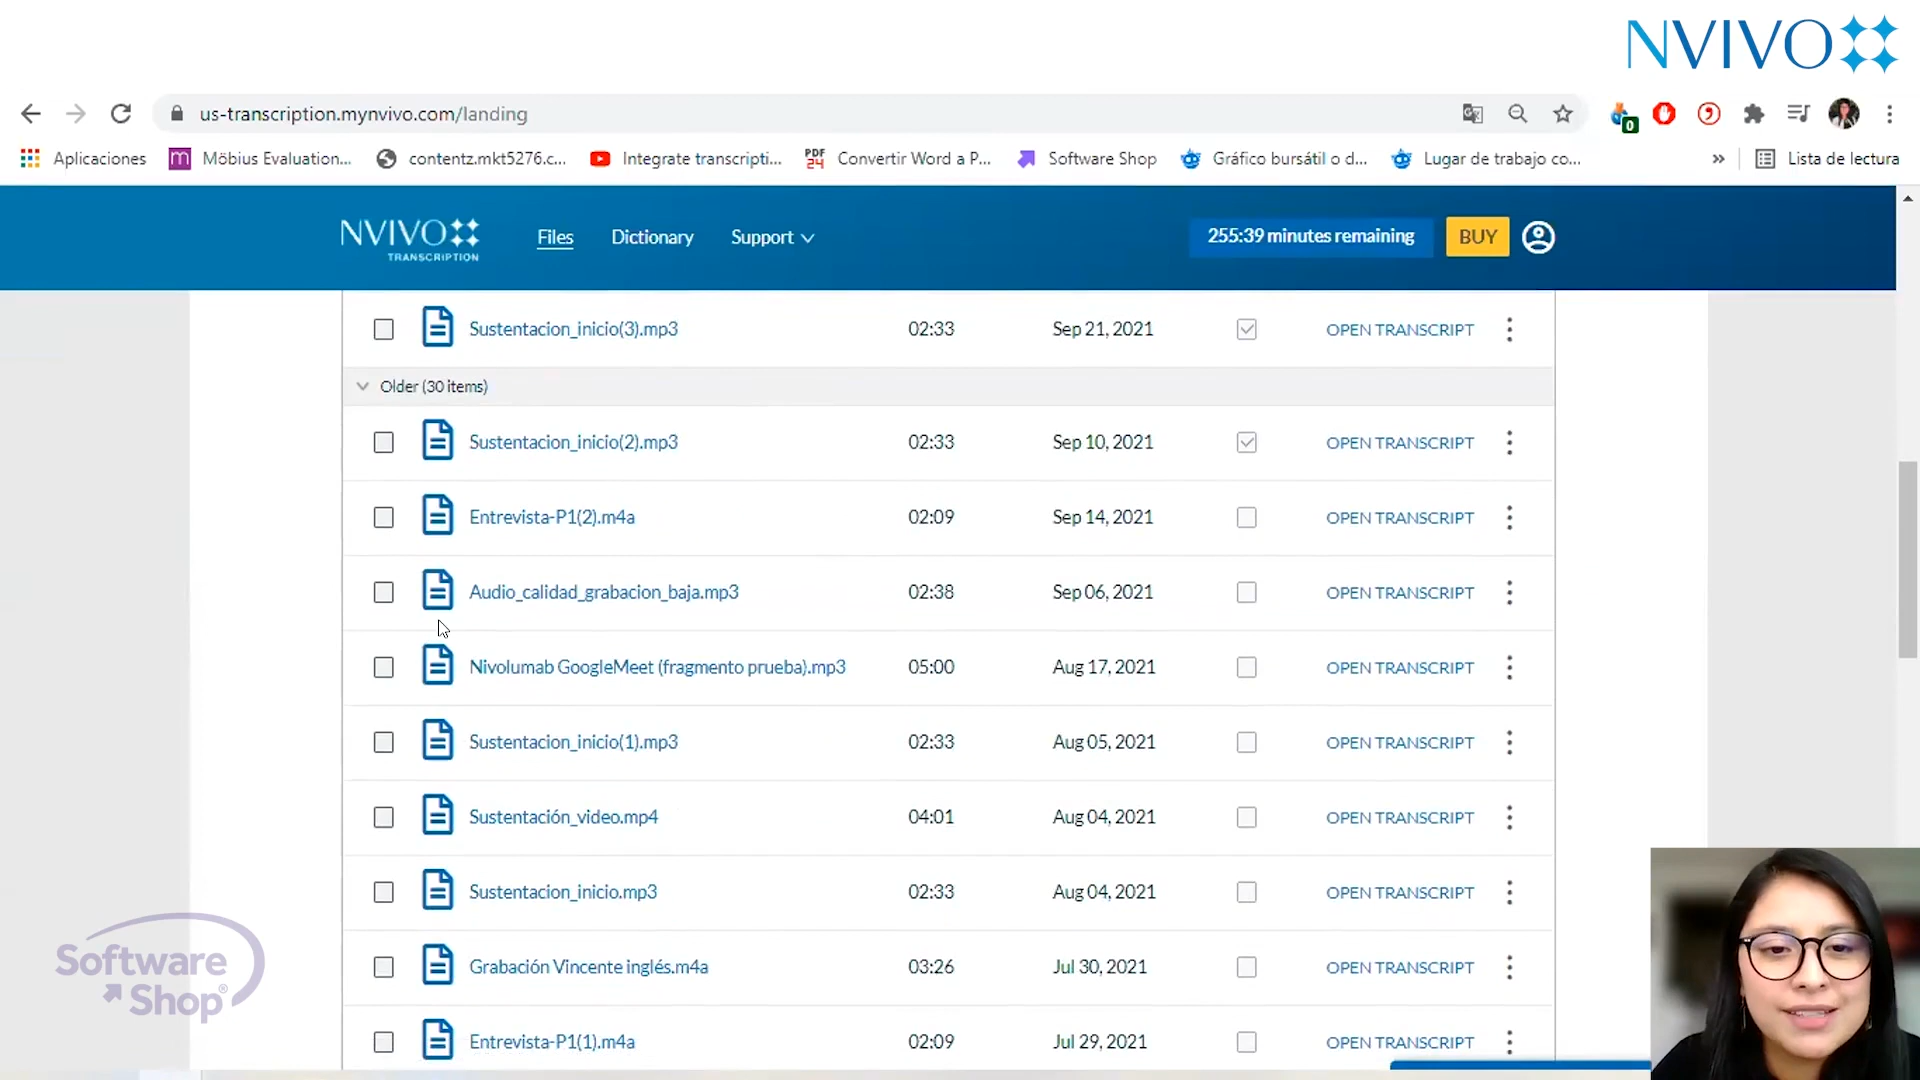 NVIVO
us-transcription.mynvivo.com/landing
0
Aplicaciones
m
Möbius Evaluation...
contentz.mkt5276.c...
Integrate transcripti...
PDF
24
Convertir Word a P...
Software Shop
Gráfico bursátil o d...
Lugar de trabajo co...
»
Lista de lectura
NVIVO
TRANSCRIPTION
Files
Dictionary
Support
255:39 minutes remaining
BUY
Sustentacion_inicio(3).mp3 02:33 Sep 21, 2021 OPEN TRANSCRIPT
Older (30 items)
Sustentacion_inicio(2).mp3 02:33 Sep 10, 2021 OPEN TRANSCRIPT
Entrevista-P1(2).m4a 02:09 Sep 14, 2021 OPEN TRANSCRIPT
Audio_calidad_grabacion_baja.mp3 02:38 Sep 06, 2021 OPEN TRANSCRIPT
Nivolumab GoogleMeet (fragmento prueba).mp3 05:00 Aug 17, 2021 OPEN TRANSCRIPT
Sustentacion_inicio(1).mp3 02:33 Aug 05, 2021 OPEN TRANSCRIPT
Sustentación_video.mp4 04:01 Aug 04, 2021 OPEN TRANSCRIPT
Sustentacion_inicio.mp3 02:33 Aug 04, 2021 OPEN TRANSCRIPT
Grabación Vincente inglés.m4a 03:26 Jul 30, 2021 OPEN TRANSCRIPT
Entrevista-P1(1).m4a 02:09 Jul 29, 2021 OPEN TRANSCRIPT
Software
Shop®